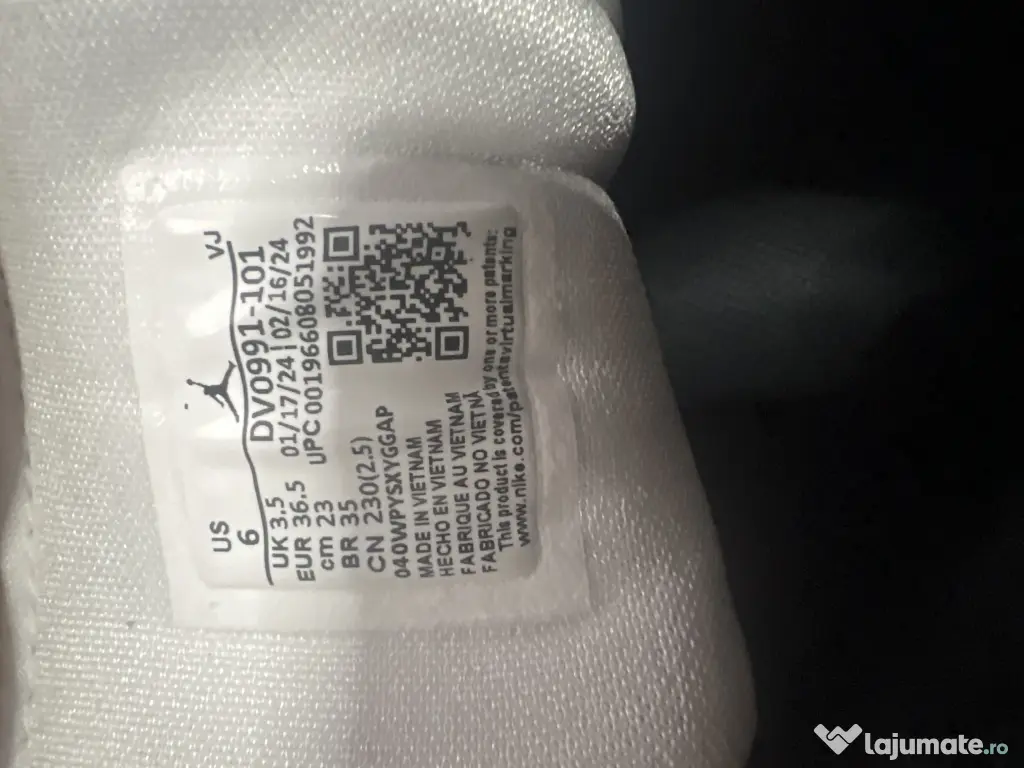 US
6
VJ
UK 3.5
DV0991-101
EUR 36.5
01/17/24 | 02/16/24
cm 23
UPC 00196608051992
BR 35
CN 230(2.5)
040WPYSXYGGAP
MADE IN VIETNAM
HECHO EN VIETNAM
FABRIQUE AU VIETNAM
FABRICADO NO VIETNÃ
This product is covered by one or more patents:
www.nike.com/patentsvirtualmarking
lajumate.ro